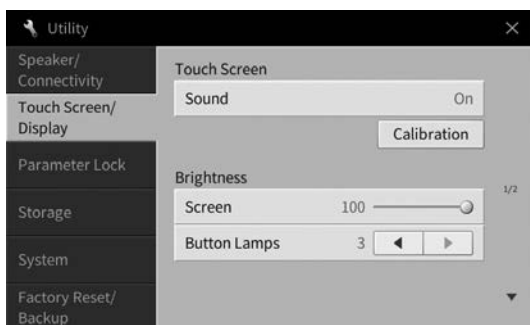 Utility
Speaker/
Connectivity
Touch Screen/
Display
Parameter Lock
Storage
System
Factory Reset/
Backup
Touch Screen
Sound On
Calibration
Brightness
Screen 100
Button Lamps 3
1/2